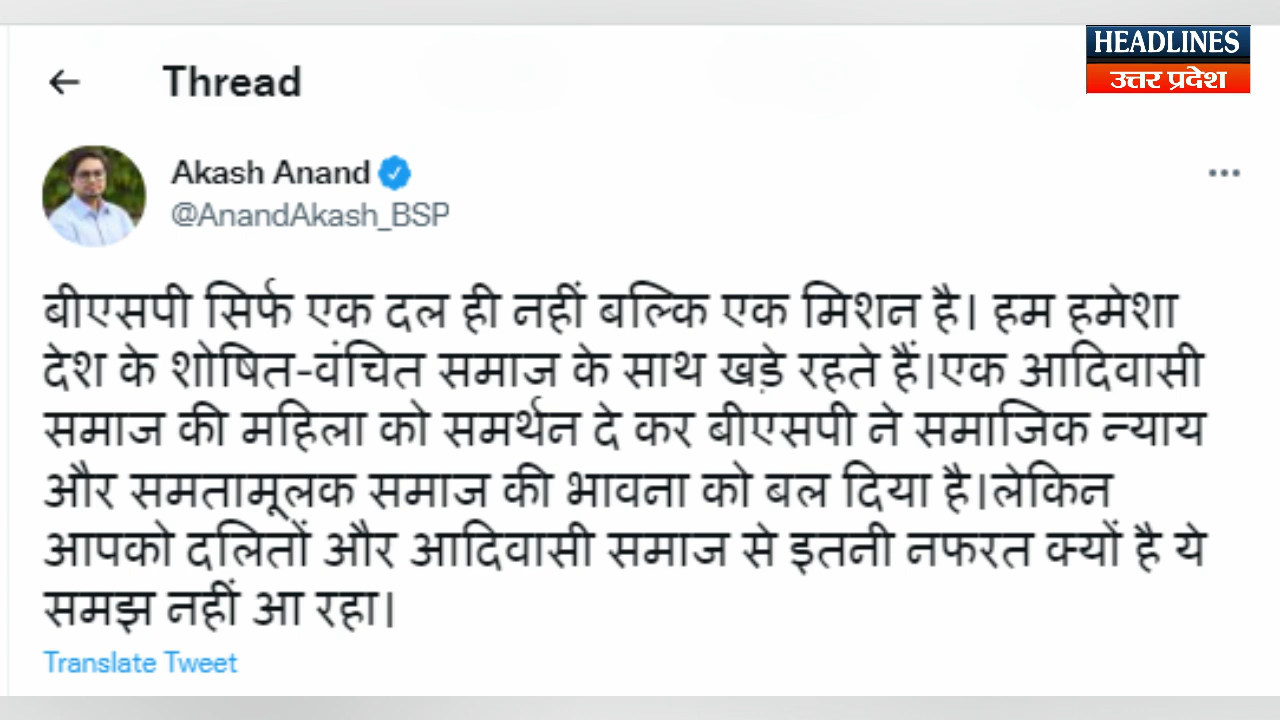 HEADLINES
उत्तर प्रदेश
Thread
Akash Anand
@AnandAkash_BSP
बीएसपी सिर्फ एक दल ही नहीं बल्कि एक मिशन है। हम हमेशा
देश के शोषित-वंचित समाज के साथ खड़े रहते हैं।एक आदिवासी
समाज की महिला को समर्थन दे कर बीएसपी ने समाजिक न्याय
और समतामूलक समाज की भावना को बल दिया है।लेकिन
आपको दलितों और आदिवासी समाज से इतनी नफरत क्यों है ये
समझ नहीं आ रहा।
Translate Tweet